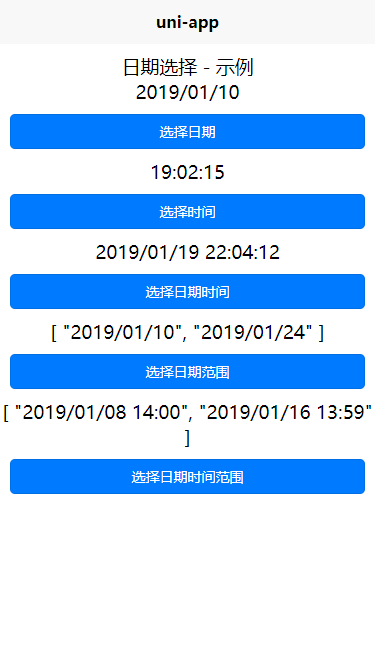 uni-app
日期选择 - 示例
2019/01/10
选择日期
19:02:15
选择时间
2019/01/19 22:04:12
选择日期时间
[ "2019/01/10", "2019/01/24" ]
选择日期范围
[ "2019/01/08 14:00", "2019/01/16 13:59"
]
选择日期时间范围